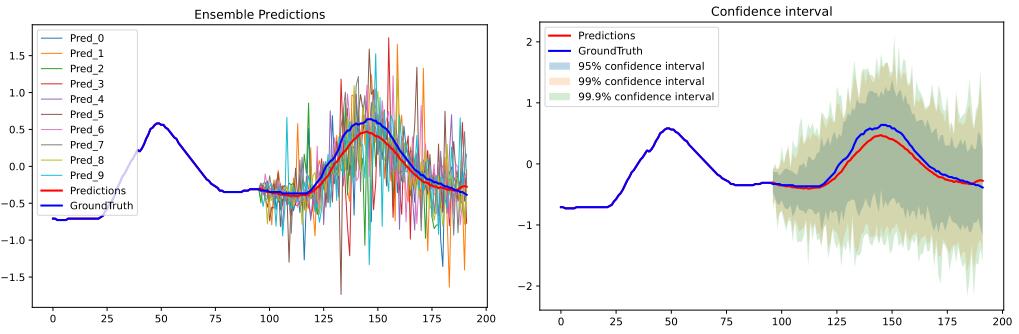 Ensemble Predictions
Pred_0
Pred_1
Pred_2
Pred_3
Pred_4
Pred_5
Pred_6
Pred_7
Pred_8
Pred_9
Predictions
GroundTruth
1.5
1.0
0.5
0.0
−0.5
−1.0
−1.5
0 25 50 75 100 125 150 175 200
Confidence interval
Predictions
GroundTruth
95% confidence interval
99% confidence interval
99.9% confidence interval
2
1
0
−1
−2
0 25 50 75 100 125 150 175 200